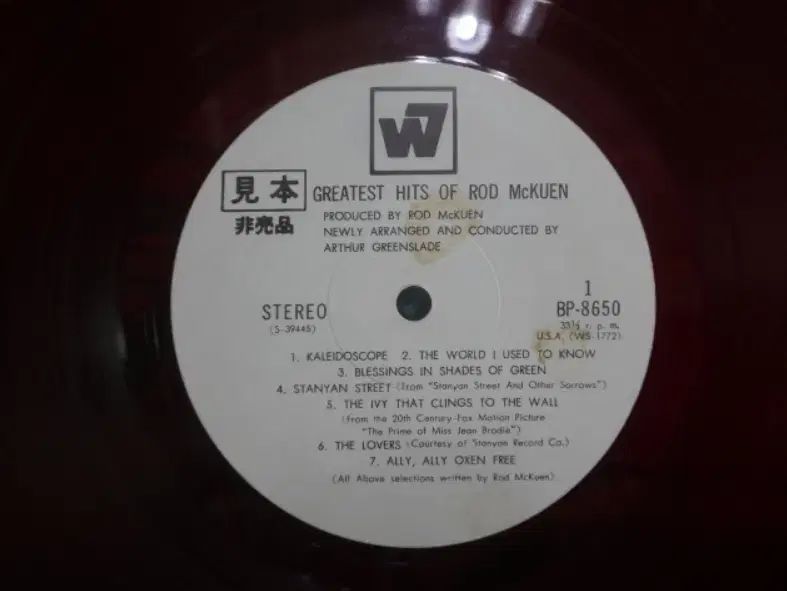 W7
見本
非売品
GREATEST HITS OF ROD McKUEN
PRODUCED BY ROD McKUEN
NEWLY ARRANGED AND CONDUCTED BY
ARTHUR GREENSLADE
STEREO
(S-39445)
1
BP-8650
33⅓ r. p. m.
U.S.A. (WS-1772)
1. KALEIDOSCOPE 2. THE WORLD I USED TO KNOW
3. BLESSINGS IN SHADES OF GREEN
4. STANYAN STREET (from "Stanyan Street And Other Sorrows")
5. THE IVY THAT CLINGS TO THE WALL
(from the 20th Century-Fox Motion Picture
"The Prime of Miss Jean Brodie")
6. THE LOVERS (Courtesy of Stanyan Record Co.)
7. ALLY, ALLY OXEN FREE
(All Above selections written by Rod McKuen)